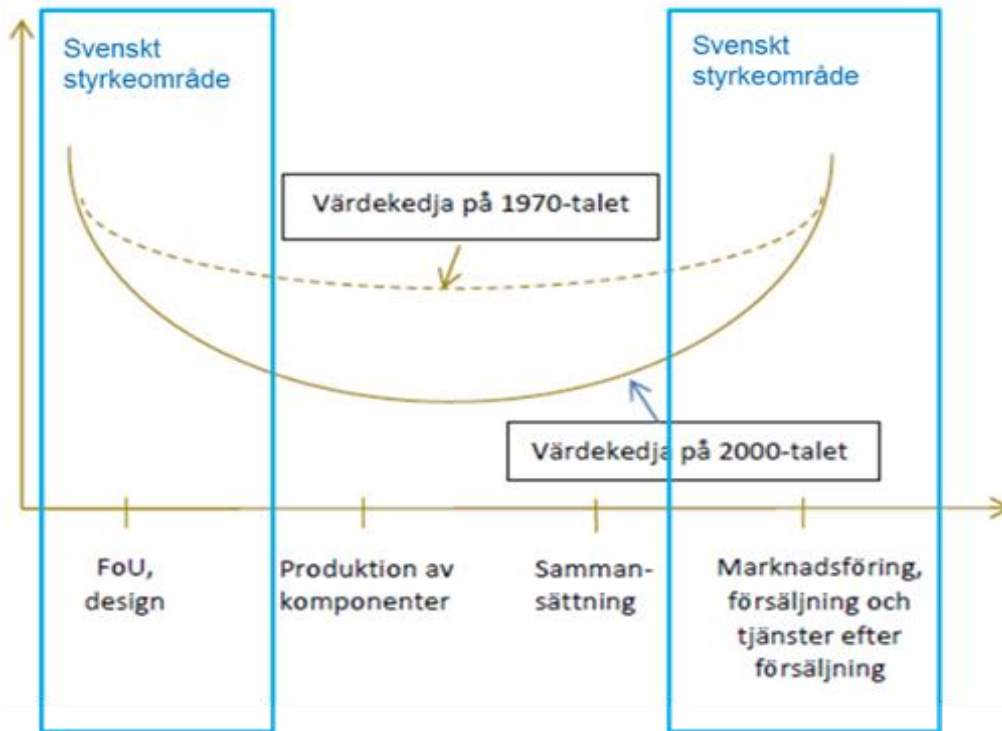 Svenskt
styrkeområde
Svenskt
styrkeområde
Värdekedja på 1970-talet
Värdekedja på 2000-talet
FoU,
design
Produktion av
komponenter
Samman-
sättning
Marknadsföring,
försäljning och
tjänster efter
försäljning